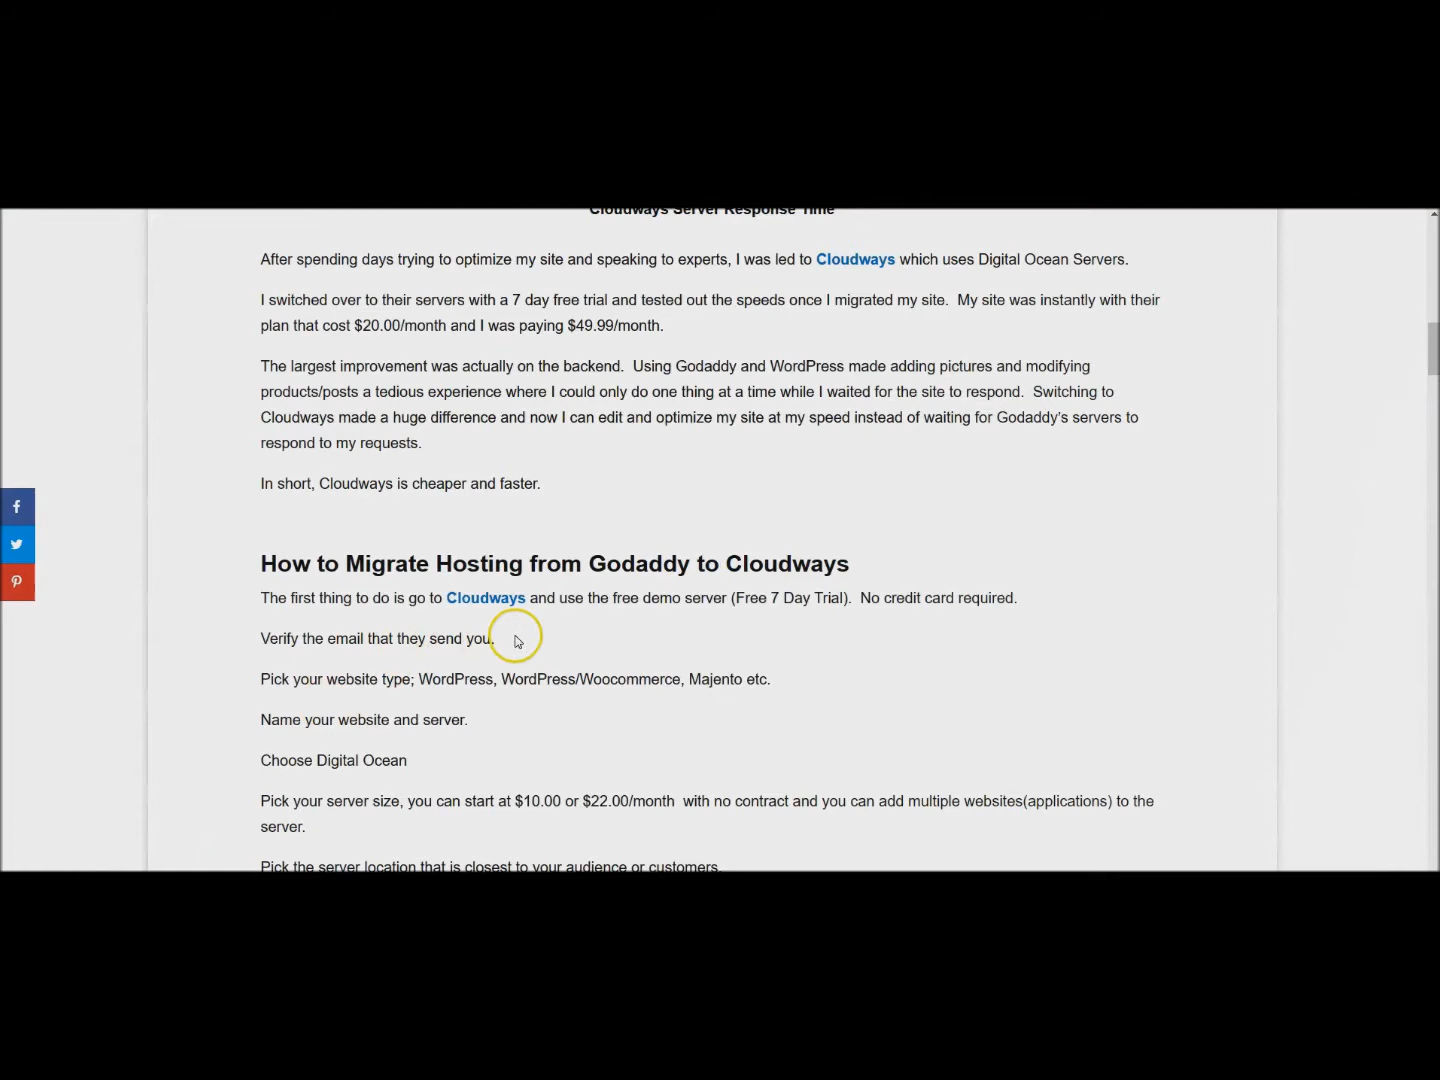 Cloudways Server Response Time
After spending days trying to optimize my site and speaking to experts, I was led to Cloudways which uses Digital Ocean Servers.
I switched over to their servers with a 7 day free trial and tested out the speeds once I migrated my site.  My site was instantly with their
plan that cost $20.00/month and I was paying $49.99/month.
The largest improvement was actually on the backend.  Using Godaddy and WordPress made adding pictures and modifying
products/posts a tedious experience where I could only do one thing at a time while I waited for the site to respond.  Switching to
Cloudways made a huge difference and now I can edit and optimize my site at my speed instead of waiting for Godaddy's servers to
respond to my requests.
In short, Cloudways is cheaper and faster.
How to Migrate Hosting from Godaddy to Cloudways
The first thing to do is go to Cloudways and use the free demo server (Free 7 Day Trial).  No credit card required.
Verify the email that they send you.
Pick your website type; WordPress, WordPress/Woocommerce, Majento etc.
Name your website and server.
Choose Digital Ocean
Pick your server size, you can start at $10.00 or $22.00/month  with no contract and you can add multiple websites(applications) to the
server.
Pick the server location that is closest to your audience or customers.